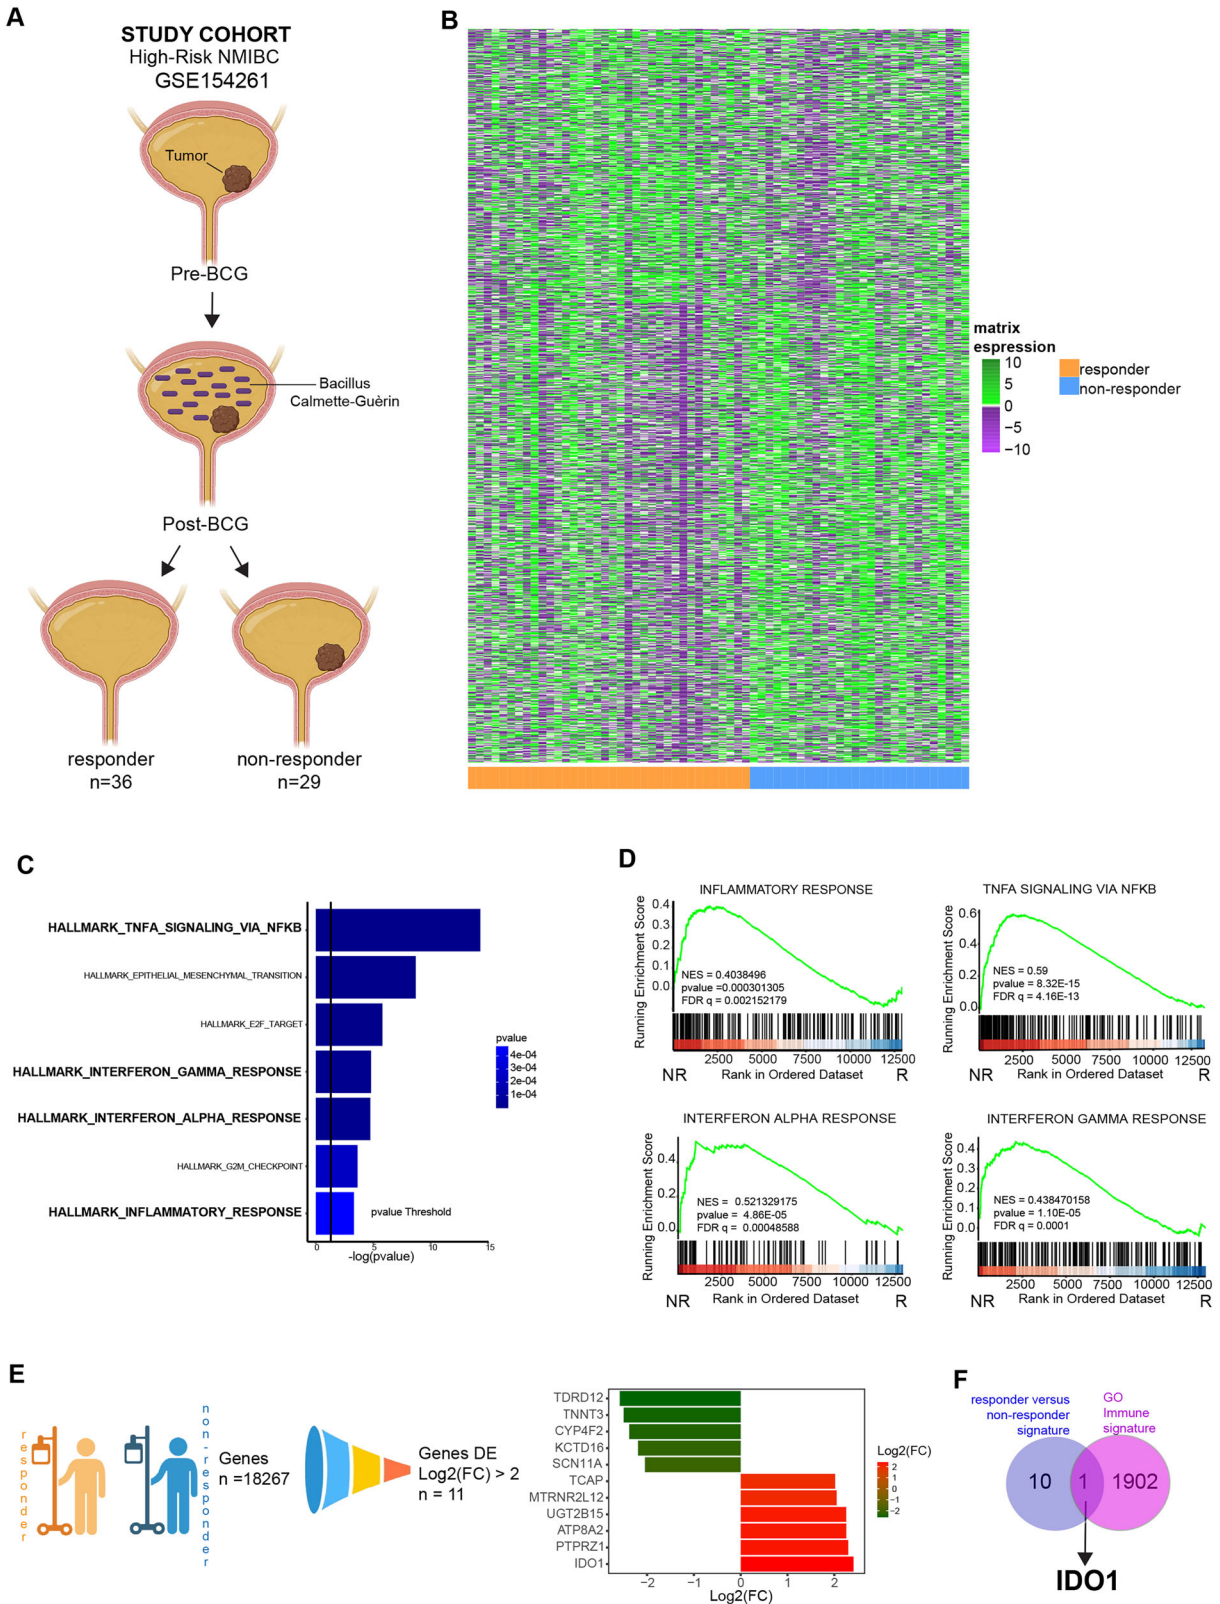 A
STUDY COHORT
High-Risk NMIBC
GSE154261
Tumor
Pre-BCG
Bacillus
Calmette-Guèrin
Post-BCG
responder
n=36
non-responder
n=29
B
matrix
espression
10
5
0
−5
−10
responder
non-responder
C
HALLMARK_TNFA_SIGNALING_VIA_NFKB
HALLMARK_EPITHELIAL_MESENCHYMAL_TRANSITION
HALLMARK_E2F_TARGET
HALLMARK_INTERFERON_GAMMA_RESPONSE
HALLMARK_INTERFERON_ALPHA_RESPONSE
HALLMARK_G2M_CHECKPOINT
HALLMARK_INFLAMMATORY_RESPONSE
pvalue Threshold
0 5 10 15
-log(pvalue)
pvalue
4e-04
3e-04
2e-04
1e-04
D
INFLAMMATORY RESPONSE
Running Enrichment Score
0.4
0.3
0.2
0.1
0.0
NES = 0.4038496
pvalue =0.000301305
FDR q = 0.002152179
2500 5000 7500 10000 12500
NR Rank in Ordered Dataset R
TNFA SIGNALING VIA NFKB
Running Enrichment Score
0.6
0.4
0.2
0.0
NES = 0.59
pvalue = 8.32E-15
FDR q = 4.16E-13
2500 5000 7500 10000 12500
NR Rank in Ordered Dataset R
INTERFERON ALPHA RESPONSE
Running Enrichment Score
0.4
0.2
0.0
NES = 0.521329175
pvalue = 4.86E-05
FDR q = 0.00048588
2500 5000 7500 10000 12500
NR Rank in Ordered Dataset R
INTERFERON GAMMA RESPONSE
Running Enrichment Score
0.4
0.3
0.2
0.1
0.0
NES = 0.438470158
pvalue = 1.10E-05
FDR q = 0.0001
2500 5000 7500 10000 12500
NR Rank in Ordered Dataset R
E
responder
non-responder
Genes
n =18267
Genes DE
Log2(FC) > 2
n = 11
TDRD12
TNNT3
CYP4F2
KCTD16
SCN11A
TCAP
MTRNR2L12
UGT2B15
ATP8A2
PTPRZ1
IDO1
−2 −1 0 1 2
Log2(FC)
Log2(FC)
2
1
0
−1
−2
F
responder versus
non-responder
signature
GO
Immune
signature
10 1 1902
IDO1